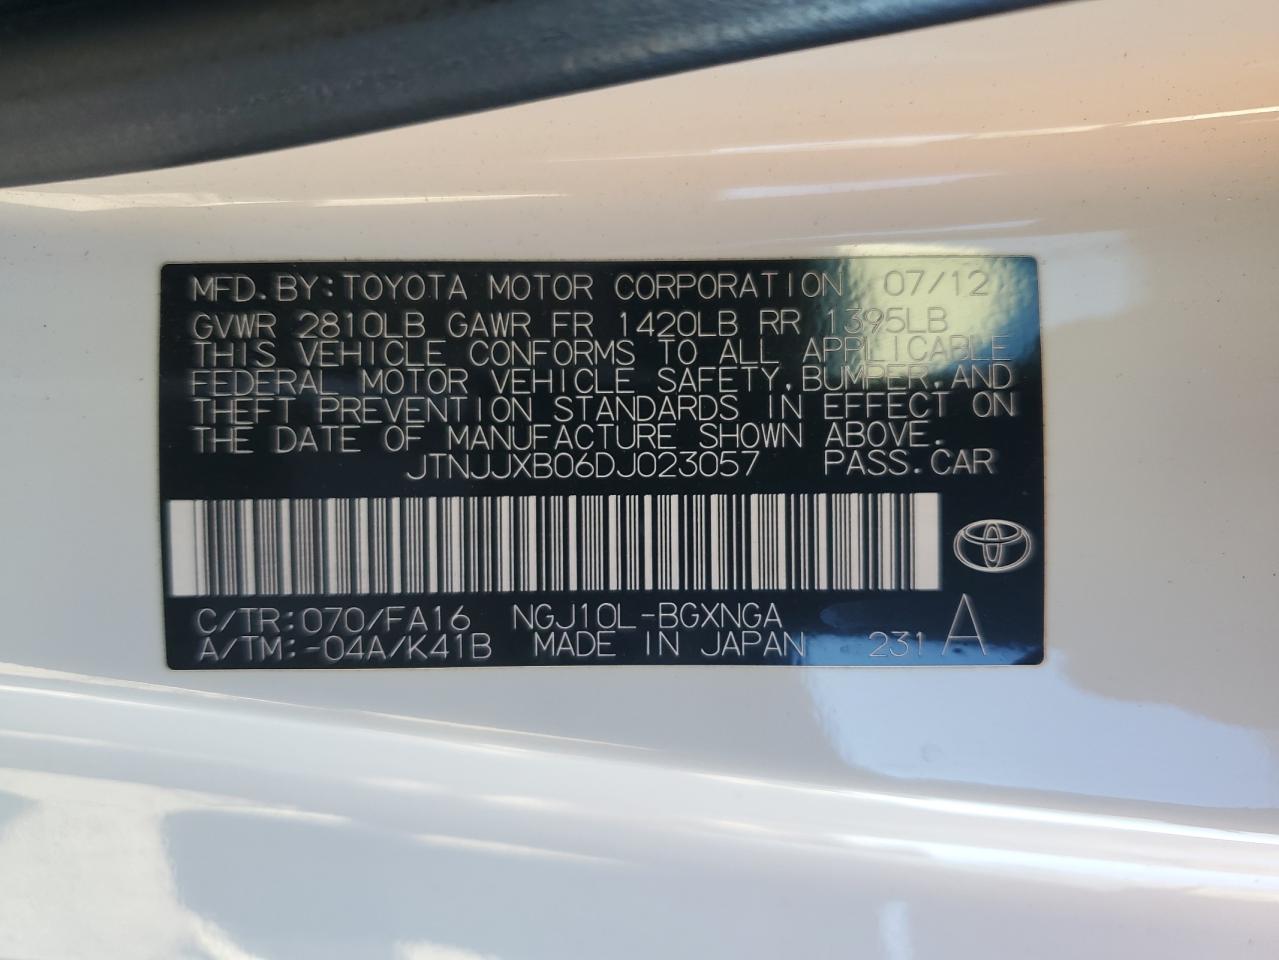 MFD.BY:TOYOTA MOTOR CORPORATION 07/12
GVWR 2810LB GAWR FR 1420LB RR 1395LB
THIS VEHICLE CONFORMS TO ALL APPLICABLE
FEDERAL MOTOR VEHICLE SAFETY,BUMPER,AND
THEFT PREVENTION STANDARDS IN EFFECT ON
THE DATE OF MANUFACTURE SHOWN ABOVE.
JTNJJXB06DJ023057 PASS.CAR
C/TR:070/FA16 NGJ10L-BGXNGA
A/TM:-04A/K41B MADE IN JAPAN 231 A